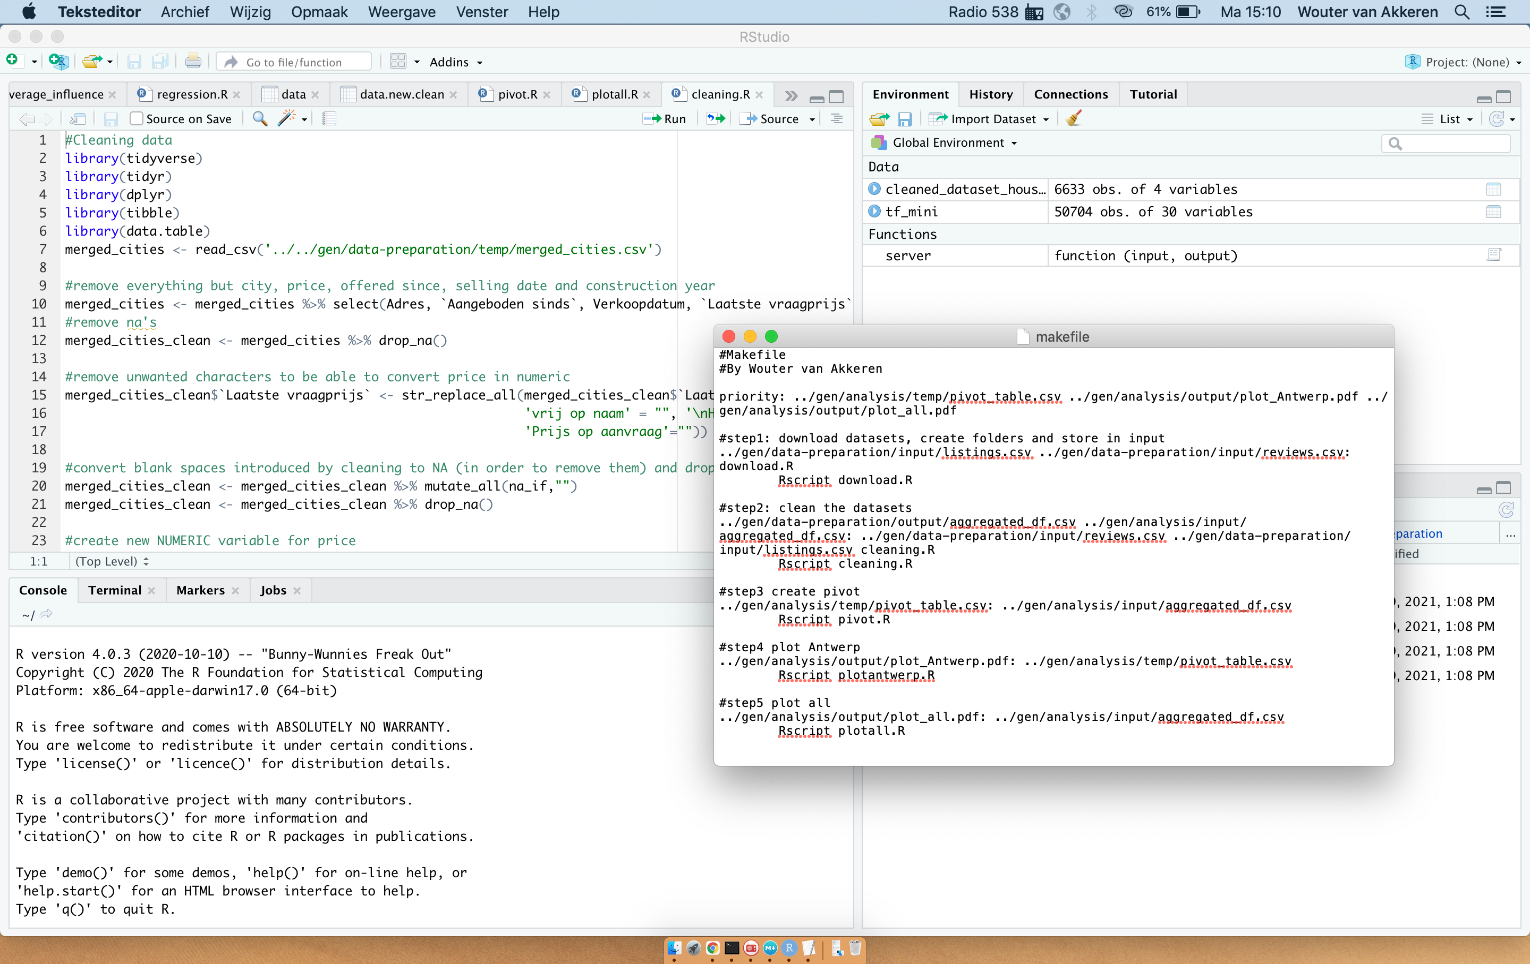 Teksteditor Archief Wijzig Opmaak Weergave Venster Help Radio 538 61% Ma 15:10 Wouter van Akkeren
RStudio
Go to file/function Addins Project: (None)
verage_influence regression.R data data.new.clean pivot.R plotall.R cleaning.R
Source on Save Run Source
1 #Cleaning data
2 library(tidyverse)
3 library(tidyr)
4 library(dplyr)
5 library(tibble)
6 library(data.table)
7 merged_cities <- read_csv('../../gen/data-preparation/temp/merged_cities.csv')
8
9 #remove everything but city, price, offered since, selling date and construction year
10 merged_cities <- merged_cities %>% select(Adres, `Aangeboden sinds`, Verkoopdatum, `Laatste vraagprijs`
11 #remove na's
12 merged_cities_clean <- merged_cities %>% drop_na()
13
14 #remove unwanted characters to be able to convert price in numeric
15 merged_cities_clean$`Laatste vraagprijs` <- str_replace_all(merged_cities_clean$`Laat
16 'vrij op naam' = "", '\nH
17 'Prijs op aanvraag'=""))
18
19 #convert blank spaces introduced by cleaning to NA (in order to remove them) and drop
20 merged_cities_clean <- merged_cities_clean %>% mutate_all(na_if,"")
21 merged_cities_clean <- merged_cities_clean %>% drop_na()
22
23 #create new NUMERIC variable for price
1:1 (Top Level)
Console Terminal Markers Jobs
~/
R version 4.0.3 (2020-10-10) -- "Bunny-Wunnies Freak Out"
Copyright (C) 2020 The R Foundation for Statistical Computing
Platform: x86_64-apple-darwin17.0 (64-bit)
R is free software and comes with ABSOLUTELY NO WARRANTY.
You are welcome to redistribute it under certain conditions.
Type 'license()' or 'licence()' for distribution details.
R is a collaborative project with many contributors.
Type 'contributors()' for more information and
'citation()' on how to cite R or R packages in publications.
Type 'demo()' for some demos, 'help()' for on-line help, or
'help.start()' for an HTML browser interface to help.
Type 'q()' to quit R.
Environment History Connections Tutorial
Import Dataset List
Global Environment
Data
cleaned_dataset_hous… 6633 obs. of 4 variables
tf_mini 50704 obs. of 30 variables
Functions
server function (input, output)
makefile
#Makefile
#By Wouter van Akkeren
priority: ../gen/analysis/temp/pivot_table.csv ../gen/analysis/output/plot_Antwerp.pdf ../
gen/analysis/output/plot_all.pdf
#step1: download datasets, create folders and store in input
../gen/data-preparation/input/listings.csv ../gen/data-preparation/input/reviews.csv:
download.R
Rscript download.R
#step2: clean the datasets
../gen/data-preparation/output/aggregated_df.csv ../gen/analysis/input/
aggregated_df.csv: ../gen/data-preparation/input/reviews.csv ../gen/data-preparation/
input/listings.csv cleaning.R
Rscript cleaning.R
#step3 create pivot
../gen/analysis/temp/pivot_table.csv: ../gen/analysis/input/aggregated_df.csv
Rscript pivot.R
#step4 plot Antwerp
../gen/analysis/output/plot_Antwerp.pdf: ../gen/analysis/temp/pivot_table.csv
Rscript plotantwerp.R
#step5 plot all
../gen/analysis/output/plot_all.pdf: ../gen/analysis/input/aggregated_df.csv
Rscript plotall.R
paration ...
ified
, 2021, 1:08 PM
, 2021, 1:08 PM
, 2021, 1:08 PM
, 2021, 1:08 PM